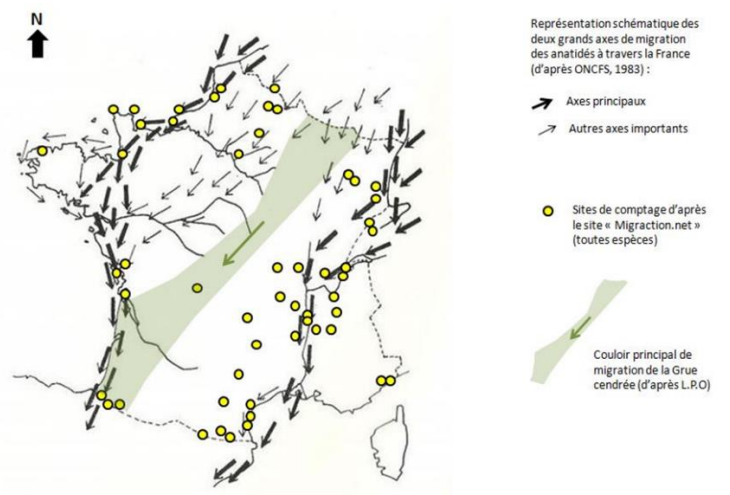 N
Représentation schématique des
deux grands axes de migration
des anatidés à travers la France
(d'après ONCFS, 1983) :
Axes principaux
Autres axes importants
Sites de comptage d'après
le site « Migraction.net »
(toutes espèces)
Couloir principal de
migration de la Grue
cendrée (d'après L.P.O)